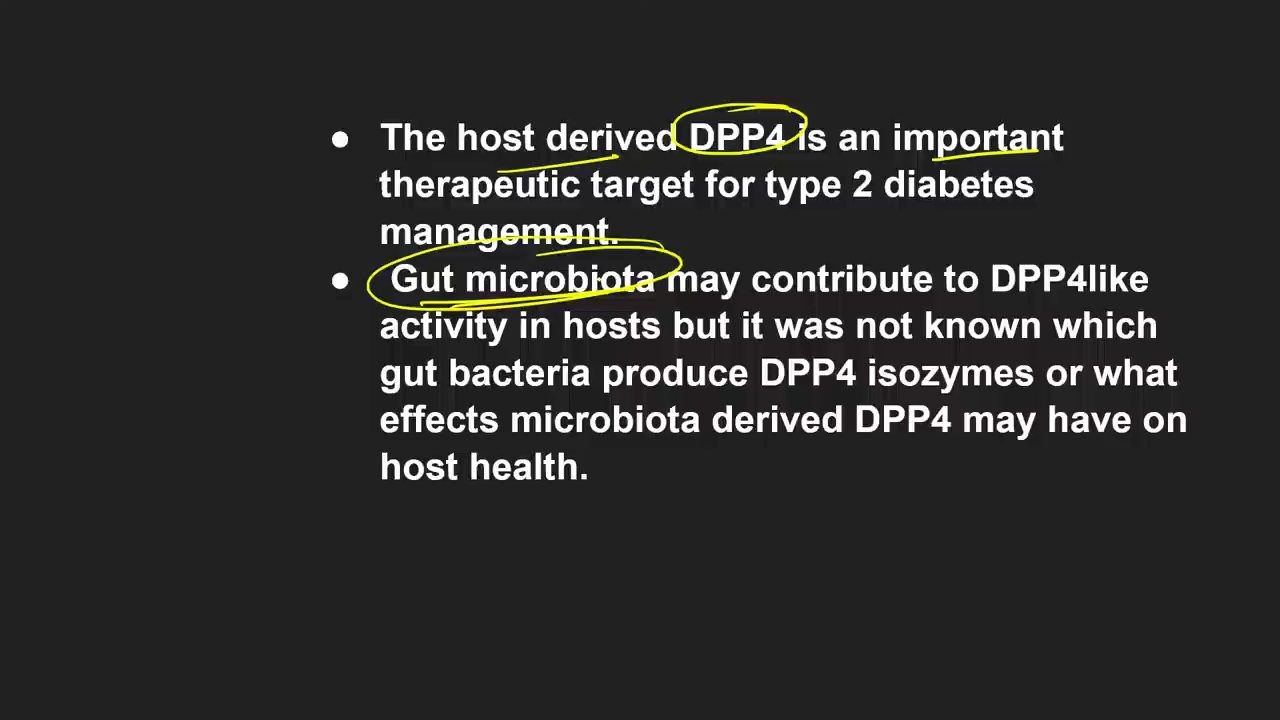 ● The host derived DPP4 is an important
therapeutic target for type 2 diabetes
management.
● Gut microbiota may contribute to DPP4like
activity in hosts but it was not known which
gut bacteria produce DPP4 isozymes or what
effects microbiota derived DPP4 may have on
host health.